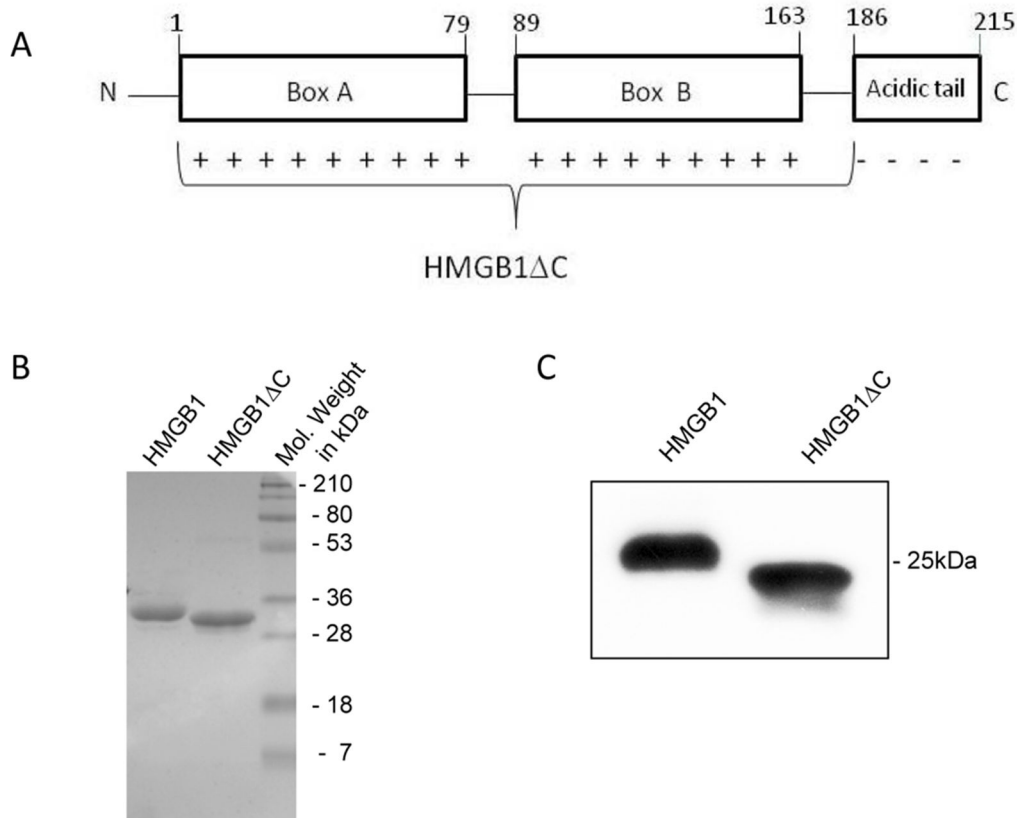 A
1 79 89 163 186 215
N Box A Box B Acidic tail C
+ + + + + + + + + + + + + + + + + + - - - -
HMGB1ΔC
B
HMGB1
HMGB1ΔC
Mol. Weight
in kDa
- 210
- 80
- 53
- 36
- 28
- 18
- 7
C
HMGB1
HMGB1ΔC
- 25kDa